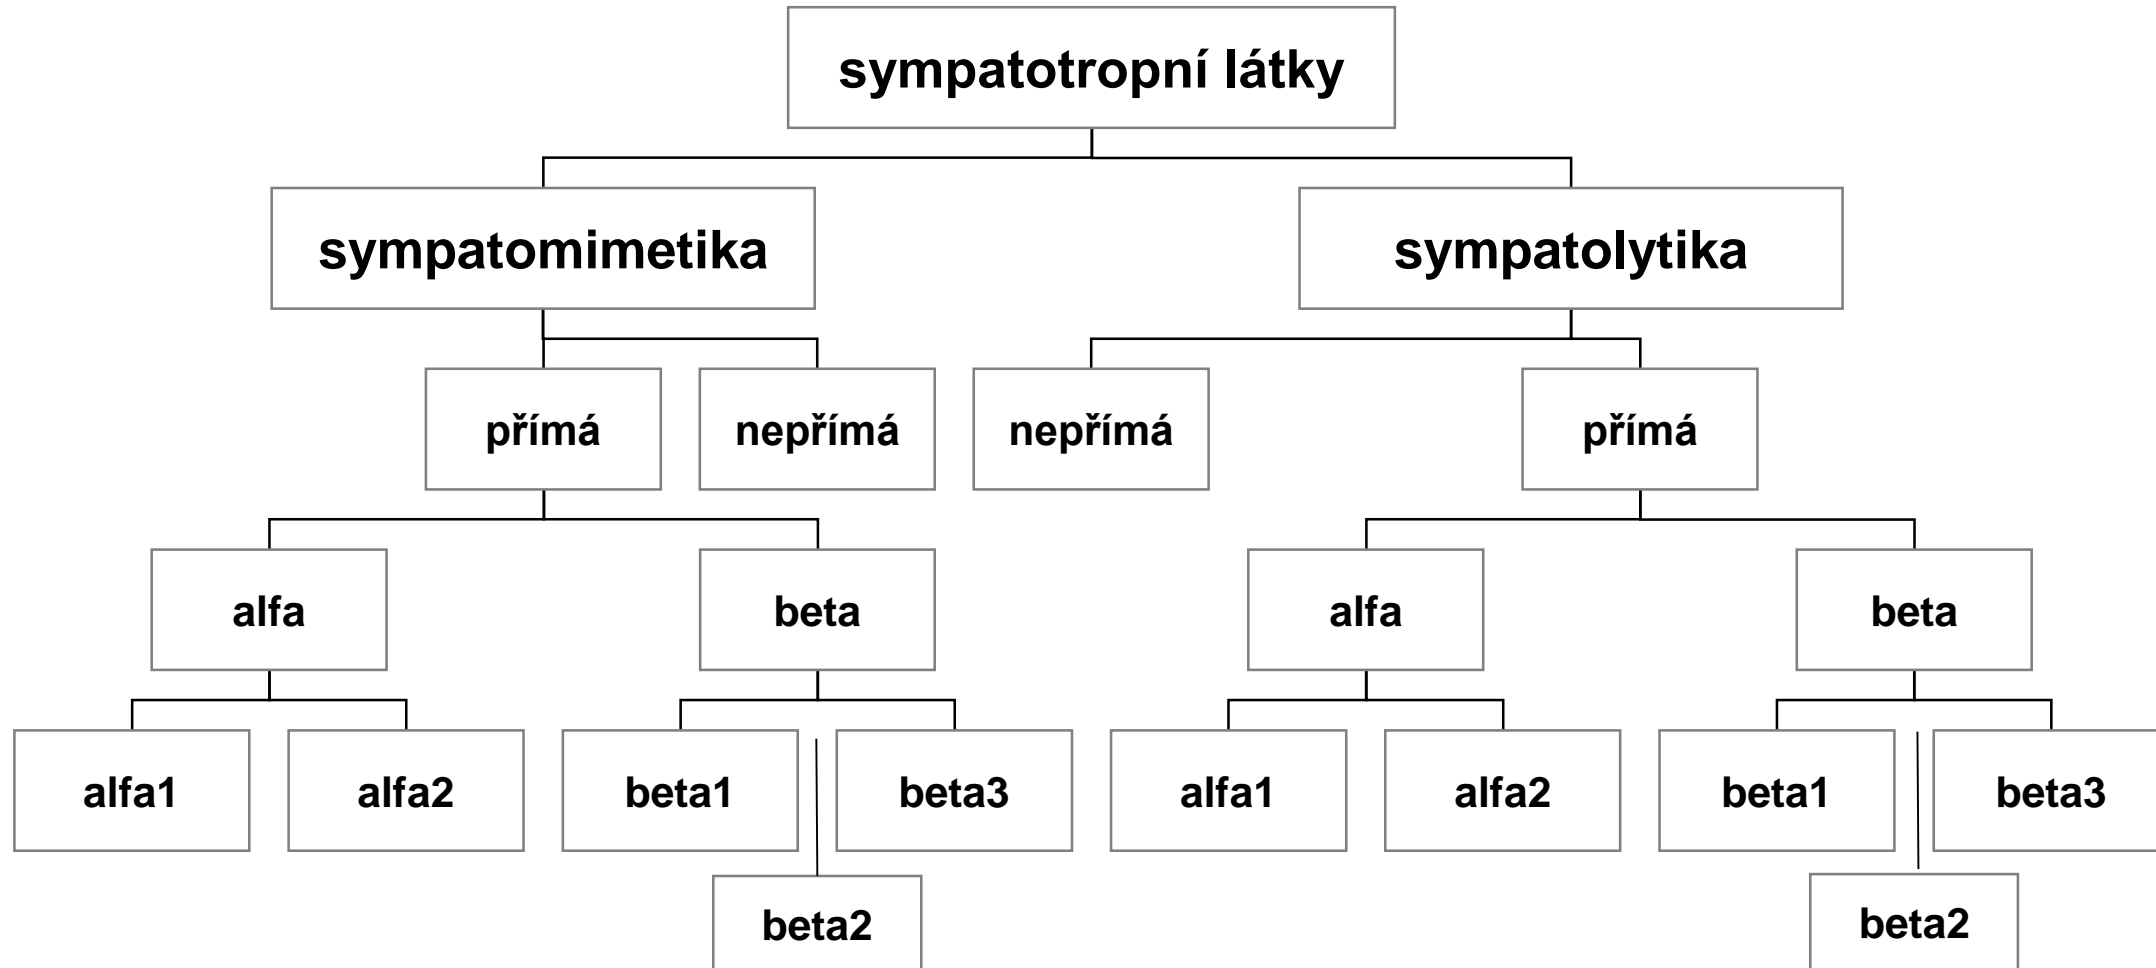 sympatotropní látky
sympatomimetika
sympatolytika
přímá
nepřímá
nepřímá
přímá
alfa
beta
alfa
beta
alfa1
alfa2
beta1
beta3
alfa1
alfa2
beta1
beta3
beta2
beta2